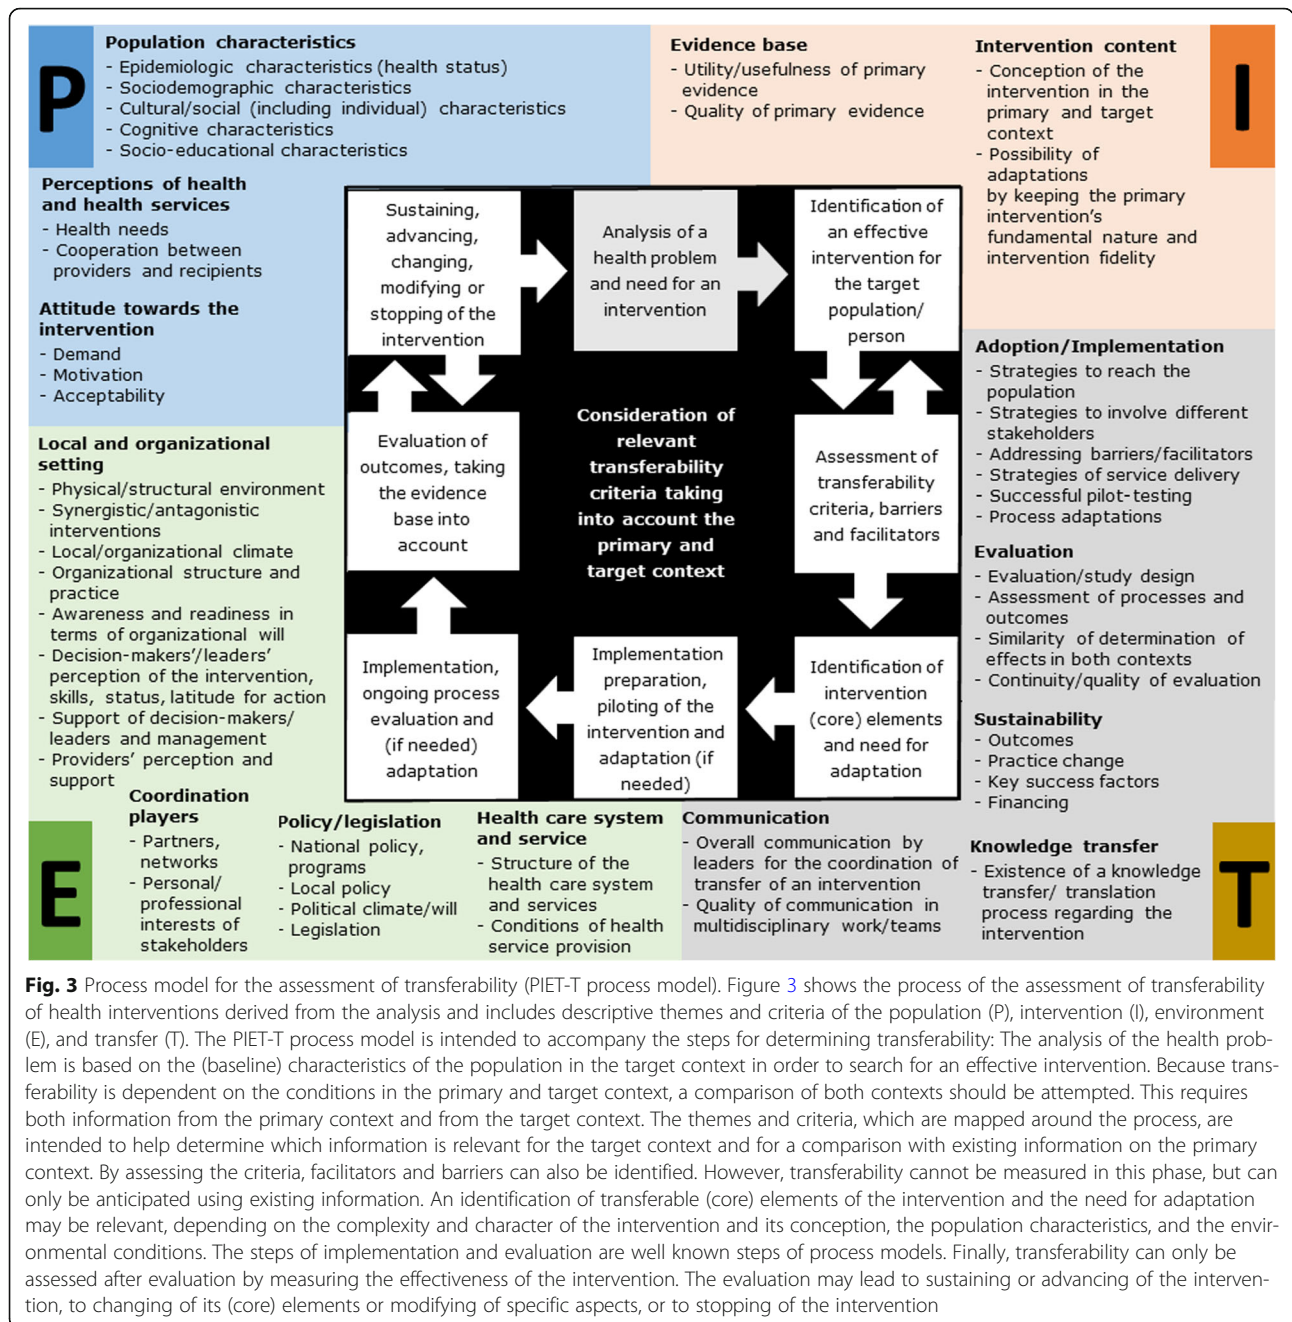 P
Population characteristics
- Epidemiologic characteristics (health status)
- Sociodemographic characteristics
- Cultural/social (including individual) characteristics
- Cognitive characteristics
- Socio-educational characteristics
Perceptions of health
and health services
- Health needs
- Cooperation between
providers and recipients
Attitude towards the
intervention
- Demand
- Motivation
- Acceptability
Evidence base
- Utility/usefulness of primary
evidence
- Quality of primary evidence
Intervention content
- Conception of the
intervention in the
primary and target
context
- Possibility of
adaptations
by keeping the primary
intervention's
fundamental nature and
intervention fidelity
I
Sustaining,
advancing,
changing,
modifying or
stopping of the
intervention
Analysis of a
health problem
and need for an
intervention
Identification of
an effective
intervention for
the target
population/
person
Evaluation of
outcomes, taking
the evidence
base into
account
Consideration of
relevant
transferability
criteria taking
into account the
primary and
target context
Assessment of
transferability
criteria, barriers
and facilitators
Implementation,
ongoing process
evaluation and
(if needed)
adaptation
Implementation
preparation,
piloting of the
intervention and
adaptation (if
needed)
Identification of
intervention
(core) elements
and need for
adaptation
Local and organizational
setting
- Physical/structural environment
- Synergistic/antagonistic
interventions
- Local/organizational climate
- Organizational structure and
practice
- Awareness and readiness in
terms of organizational will
- Decision-makers'/leaders'
perception of the intervention,
skills, status, latitude for action
- Support of decision-makers/
leaders and management
- Providers' perception and
support
E
Coordination
players
- Partners,
networks
- Personal/
professional
interests of
stakeholders
Policy/legislation
- National policy,
programs
- Local policy
- Political climate/will
- Legislation
Health care system
and service
- Structure of the
health care system
and services
- Conditions of health
service provision
Adoption/Implementation
- Strategies to reach the
population
- Strategies to involve different
stakeholders
- Addressing barriers/facilitators
- Strategies of service delivery
- Successful pilot-testing
- Process adaptations
Evaluation
- Evaluation/study design
- Assessment of processes and
outcomes
- Similarity of determination of
effects in both contexts
- Continuity/quality of evaluation
Sustainability
- Outcomes
- Practice change
- Key success factors
- Financing
Communication
- Overall communication by
leaders for the coordination of
transfer of an intervention
- Quality of communication in
multidisciplinary work/teams
Knowledge transfer
- Existence of a knowledge
transfer/ translation
process regarding the
intervention
T
Fig. 3 Process model for the assessment of transferability (PIET-T process model). Figure 3 shows the process of the assessment of transferability
of health interventions derived from the analysis and includes descriptive themes and criteria of the population (P), intervention (I), environment
(E), and transfer (T). The PIET-T process model is intended to accompany the steps for determining transferability: The analysis of the health prob-
lem is based on the (baseline) characteristics of the population in the target context in order to search for an effective intervention. Because trans-
ferability is dependent on the conditions in the primary and target context, a comparison of both contexts should be attempted. This requires
both information from the primary context and from the target context. The themes and criteria, which are mapped around the process, are
intended to help determine which information is relevant for the target context and for a comparison with existing information on the primary
context. By assessing the criteria, facilitators and barriers can also be identified. However, transferability cannot be measured in this phase, but can
only be anticipated using existing information. An identification of transferable (core) elements of the intervention and the need for adaptation
may be relevant, depending on the complexity and character of the intervention and its conception, the population characteristics, and the envir-
onmental conditions. The steps of implementation and evaluation are well known steps of process models. Finally, transferability can only be
assessed after evaluation by measuring the effectiveness of the intervention. The evaluation may lead to sustaining or advancing of the interven-
tion, to changing of its (core) elements or modifying of specific aspects, or to stopping of the intervention